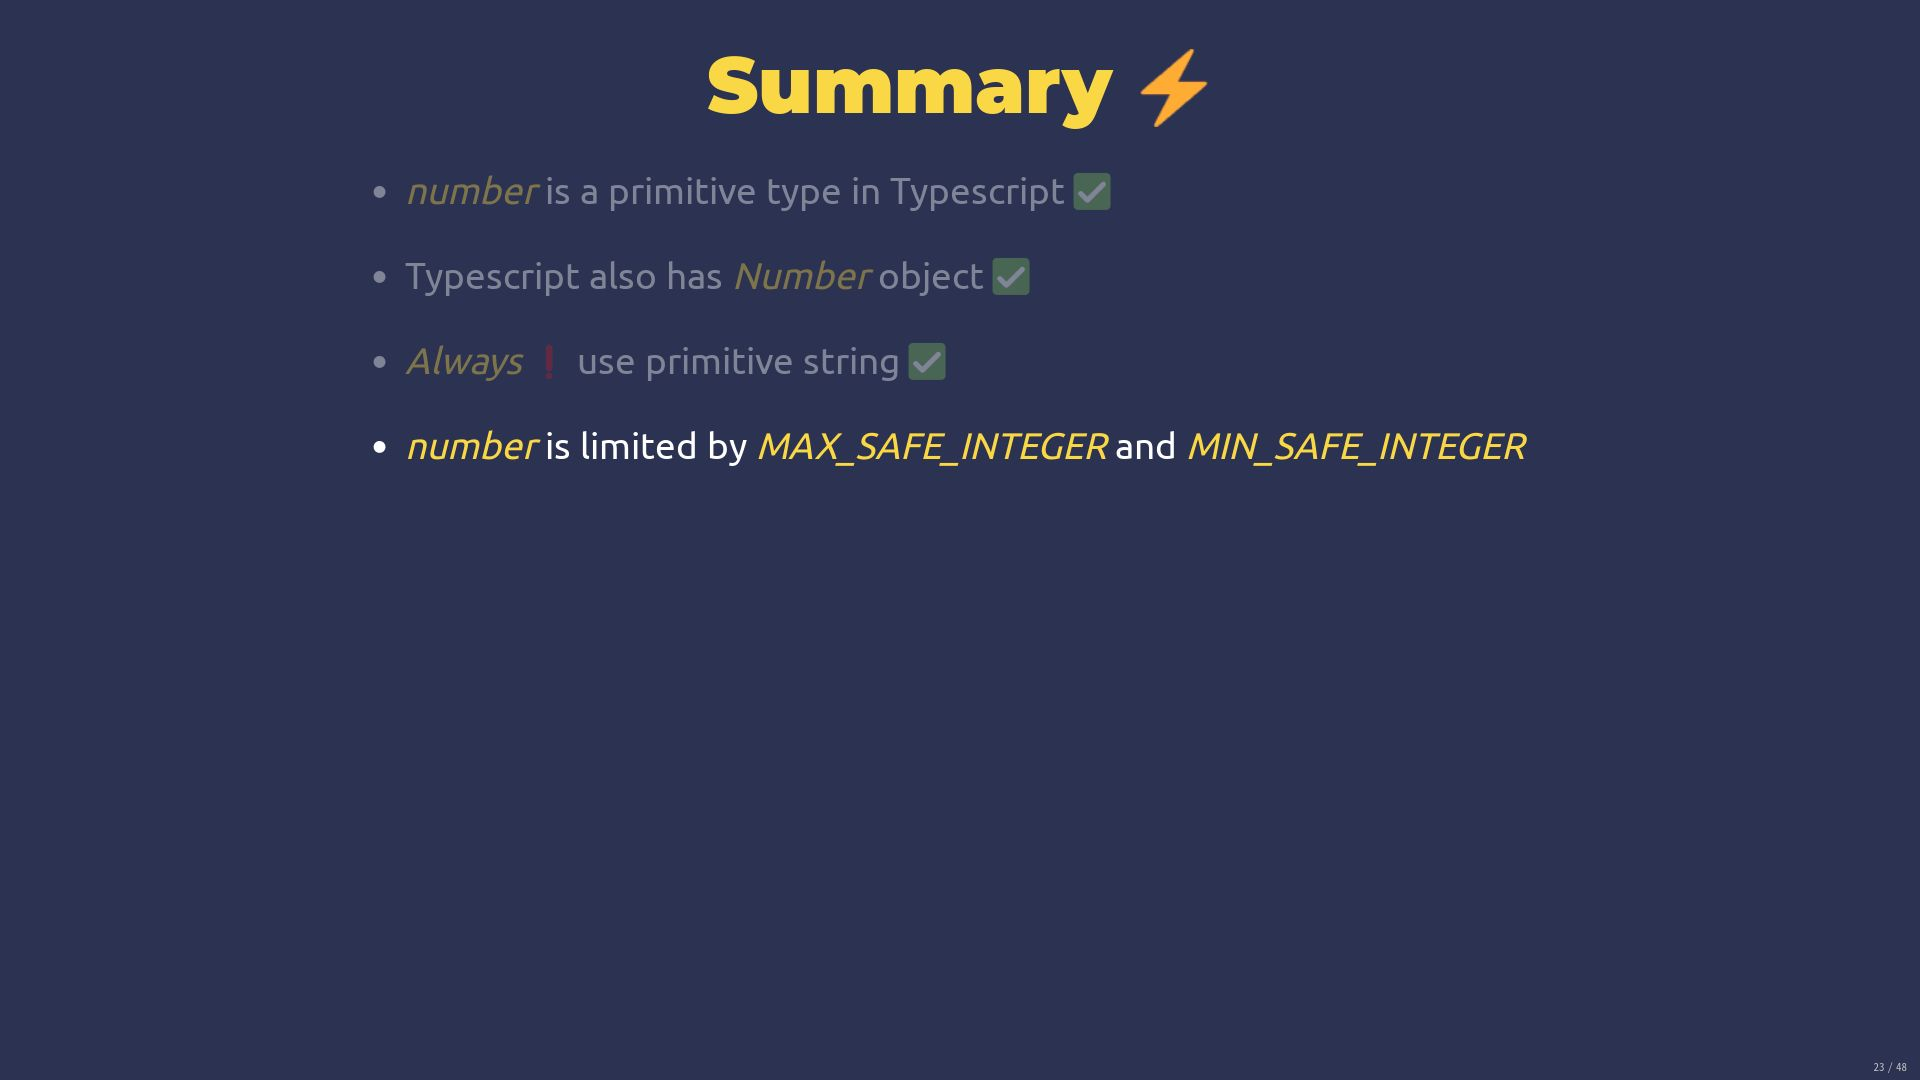 Summary ⚡
• number is a primitive type in Typescript ✅
• Typescript also has Number object ✅
• Always ❗ use primitive string ✅
• number is limited by MAX_SAFE_INTEGER and MIN_SAFE_INTEGER
23 / 48